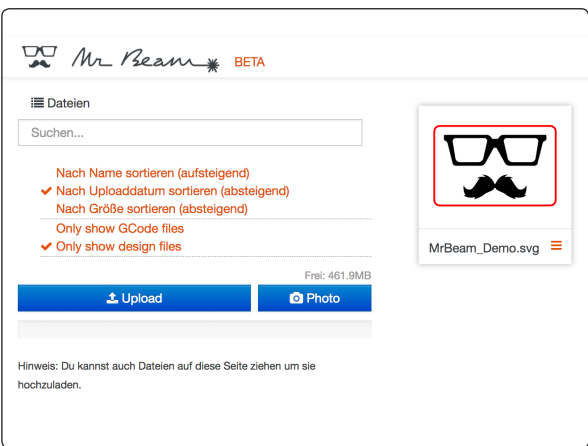 Mr Beam BETA
Dateien
Suchen...
Nach Name sortieren (aufsteigend)
Nach Uploaddatum sortieren (absteigend)
Nach Größe sortieren (absteigend)
Only show GCode files
Only show design files
Frei: 461.9MB
Upload
Photo
Hinweis: Du kannst auch Dateien auf diese Seite ziehen um sie
hochzuladen.
MrBeam_Demo.svg